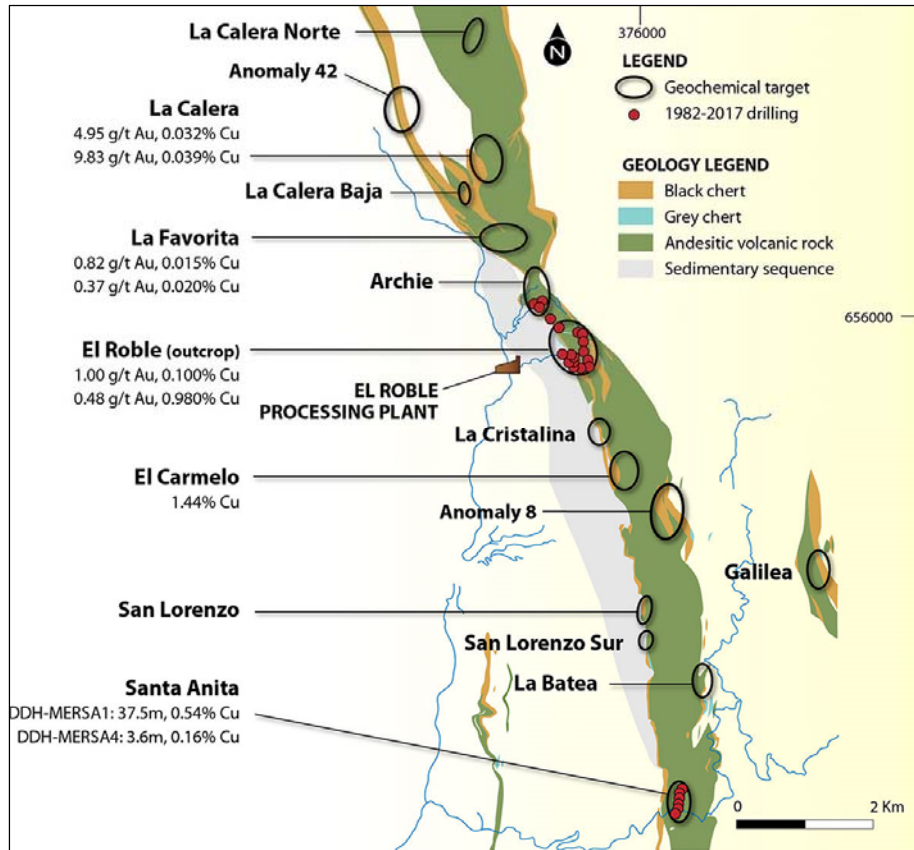 La Calera Norte
376000
N
LEGEND
Geochemical target
1982-2017 drilling
Anomaly 42
La Calera
4.95 g/t Au, 0.032% Cu
9.83 g/t Au, 0.039% Cu
GEOLOGY LEGEND
Black chert
Grey chert
Andesitic volcanic rock
Sedimentary sequence
La Calera Baja
La Favorita
0.82 g/t Au, 0.015% Cu
0.37 g/t Au, 0.020% Cu
Archie
656000
El Roble (outcrop)
1.00 g/t Au, 0.100% Cu
0.48 g/t Au, 0.980% Cu
EL ROBLE
PROCESSING PLANT
La Cristalina
El Carmelo
1.44% Cu
Anomaly 8
Galilea
San Lorenzo
San Lorenzo Sur
La Batea
Santa Anita
DDH-MERSA1: 37.5m, 0.54% Cu
DDH-MERSA4: 3.6m, 0.16% Cu
0 2 Km